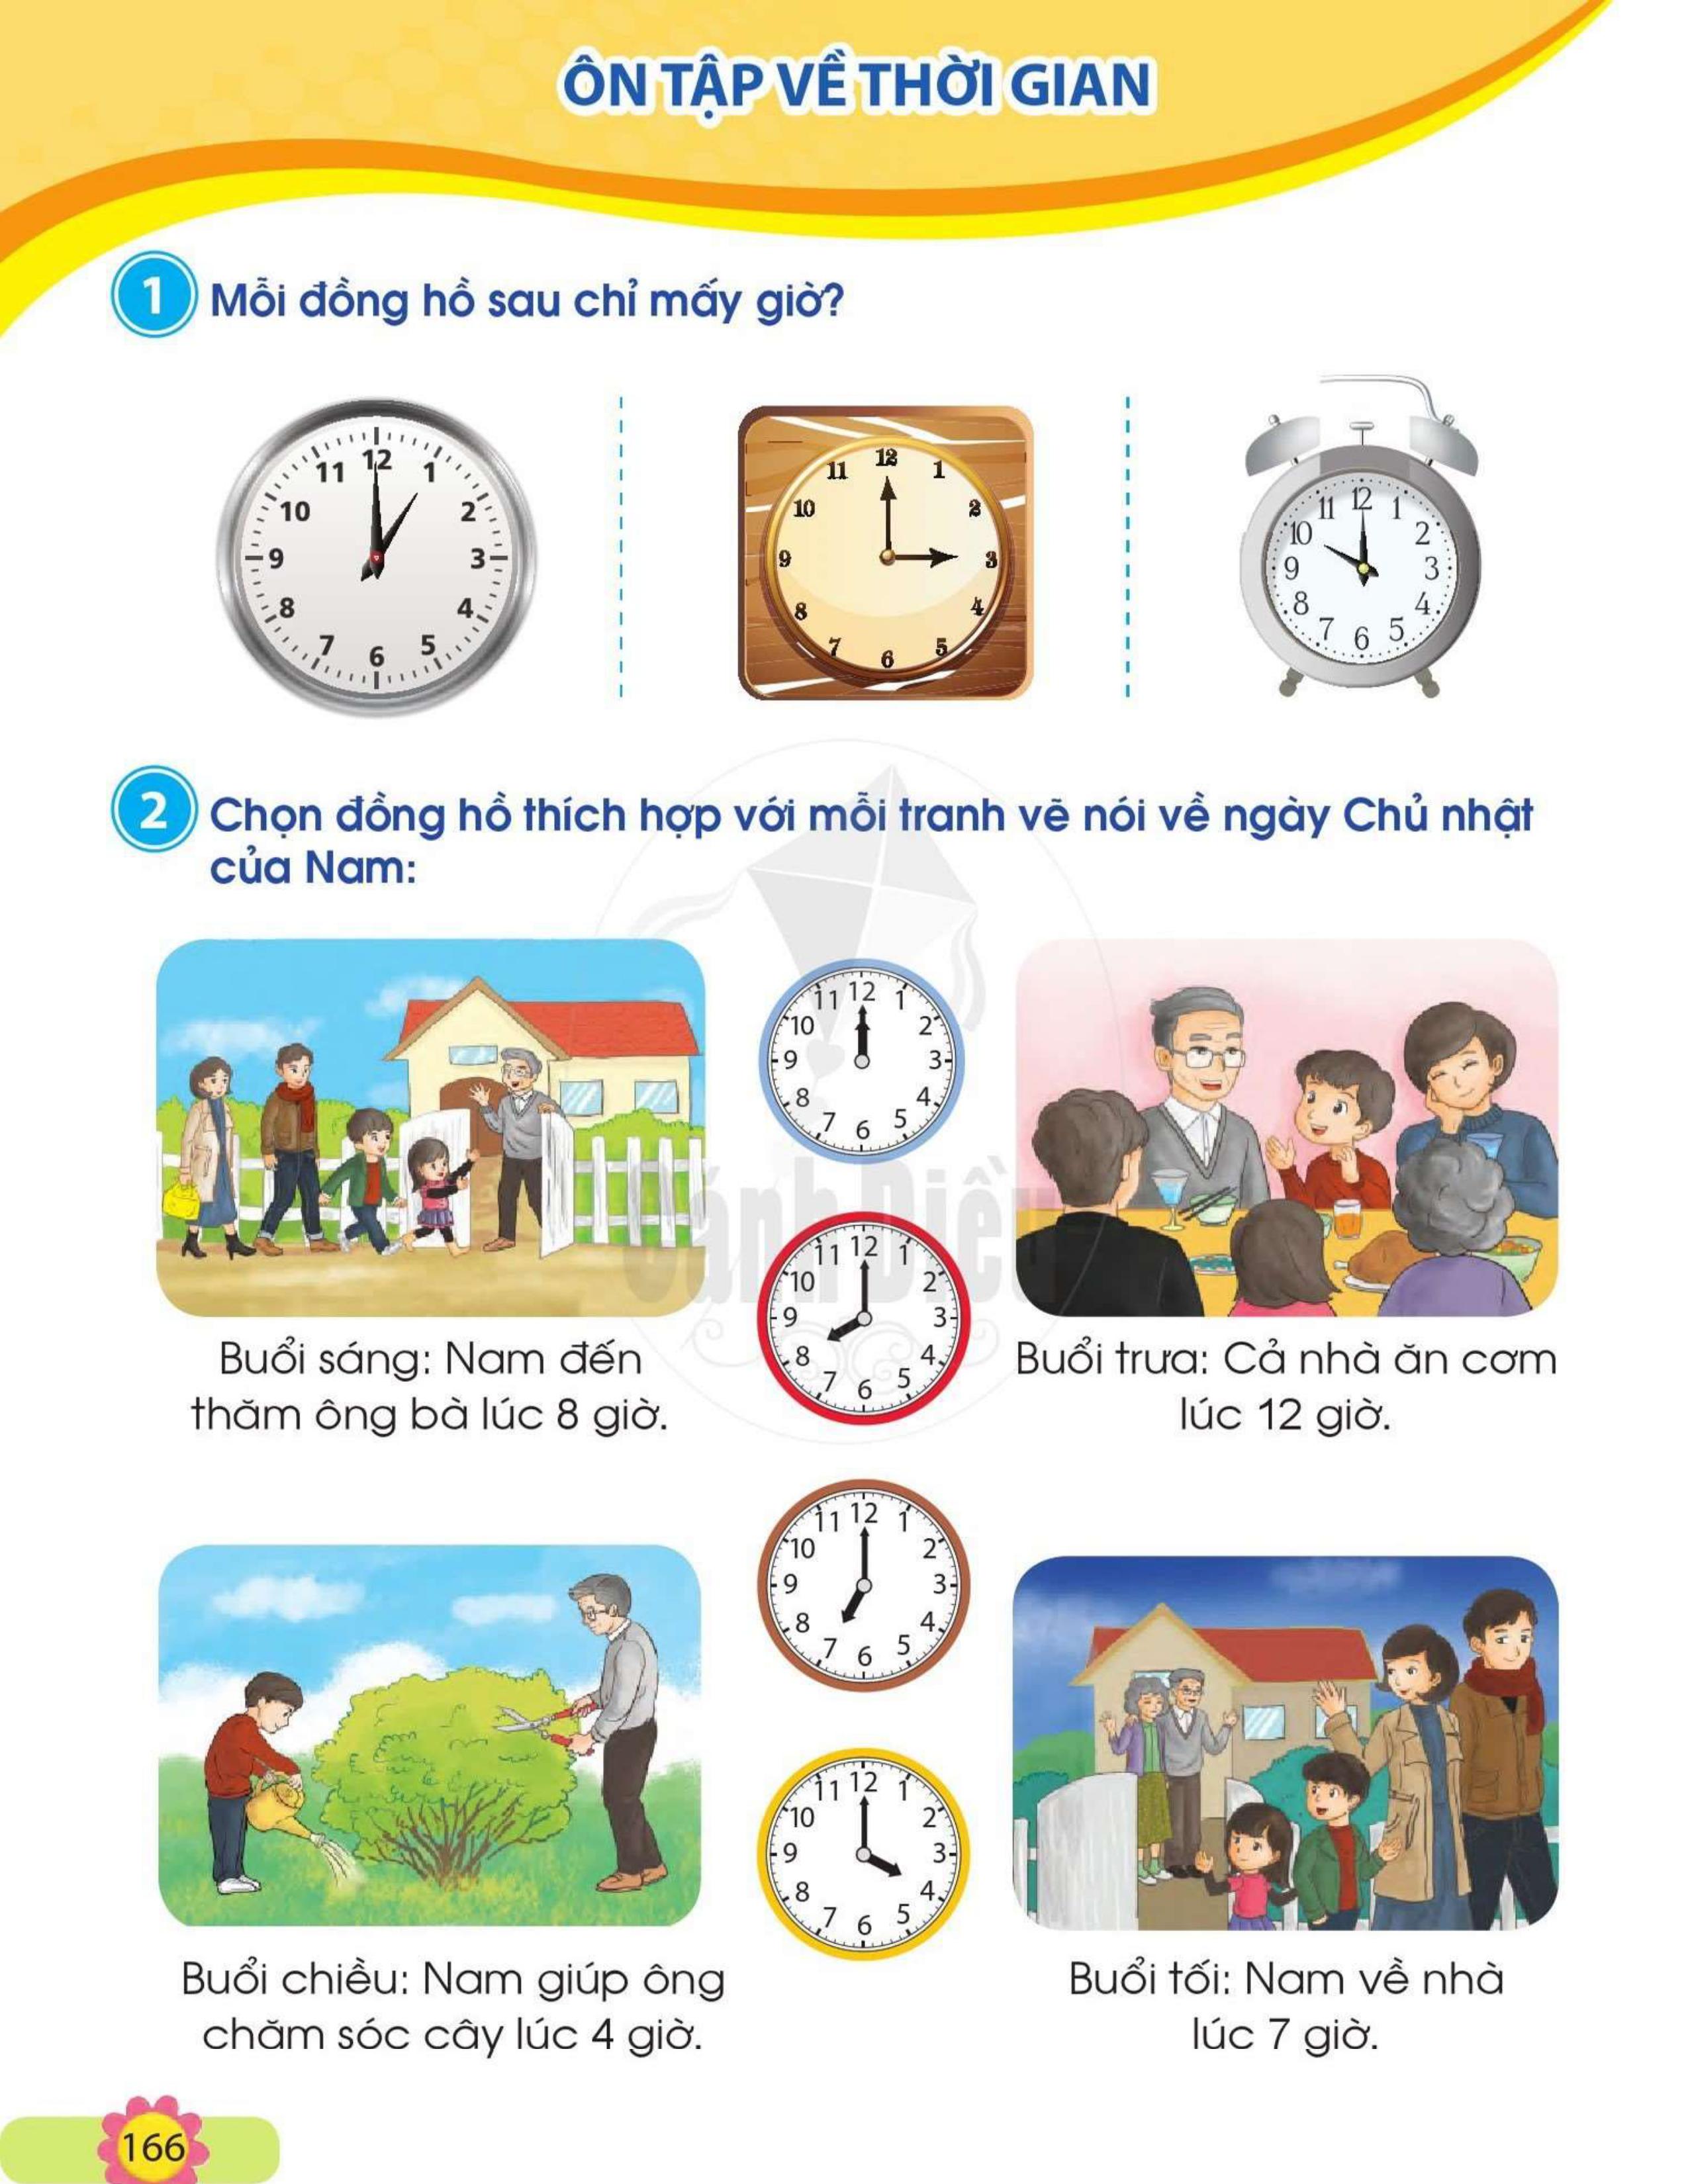 ÔN TẬP VỀ THỜI GIAN
1 Mỗi đồng hồ sau chỉ mấy giờ?
12 1 2 3 4 5 6 7 8 9 10 11
12 1 2 3 4 5 6 7 8 9 10 11
12 1 2 3 4 5 6 7 8 9 10 11
2 Chọn đồng hồ thích hợp với mỗi tranh vẽ nói về ngày Chủ nhật
của Nam:
12 1 2 3 4 5 6 7 8 9 10 11
Cánh Diều
12 1 2 3 4 5 6 7 8 9 10 11
Buổi sáng: Nam đến
thăm ông bà lúc 8 giờ.
Buổi trưa: Cả nhà ăn cơm
lúc 12 giờ.
12 1 2 3 4 5 6 7 8 9 10 11
12 1 2 3 4 5 6 7 8 9 10 11
Buổi chiều: Nam giúp ông
chăm sóc cây lúc 4 giờ.
Buổi tối: Nam về nhà
lúc 7 giờ.
166